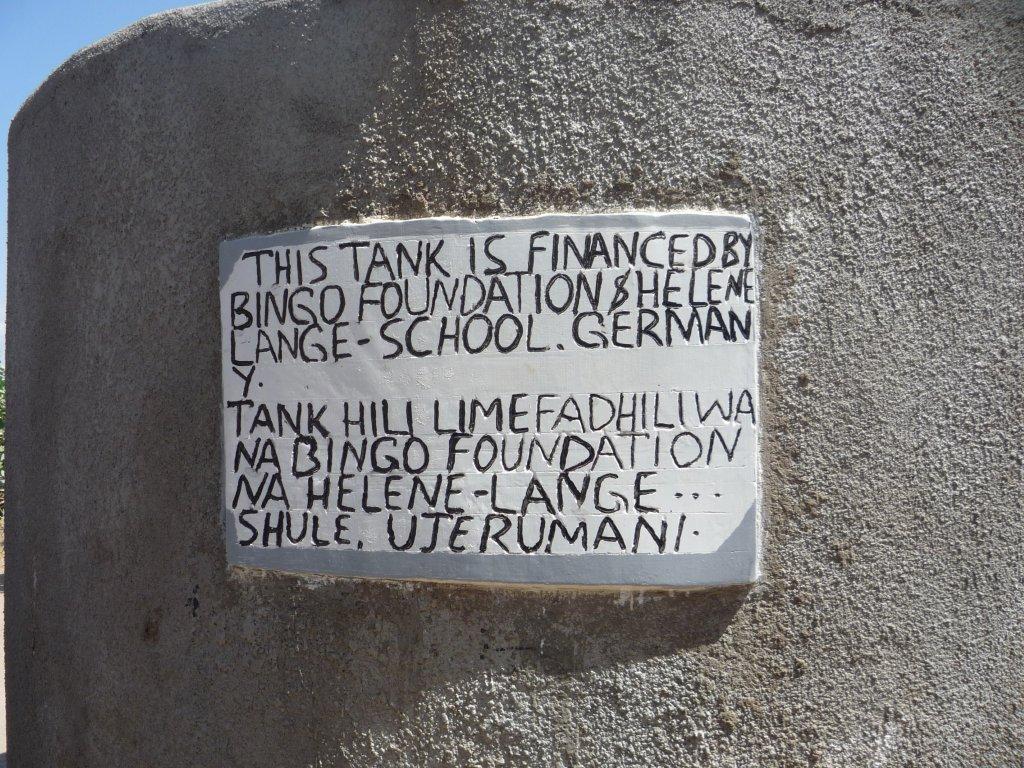 THIS TANK IS FINANCED BY
BINGO FOUNDATION & HELENE
LANGE-SCHOOL. GERMAN
Y.
TANK HILI LIMEFADHILIWA
NA BINGO FOUNDATION
NA HELENE-LANGE...
SHULE, UJERUMANI.